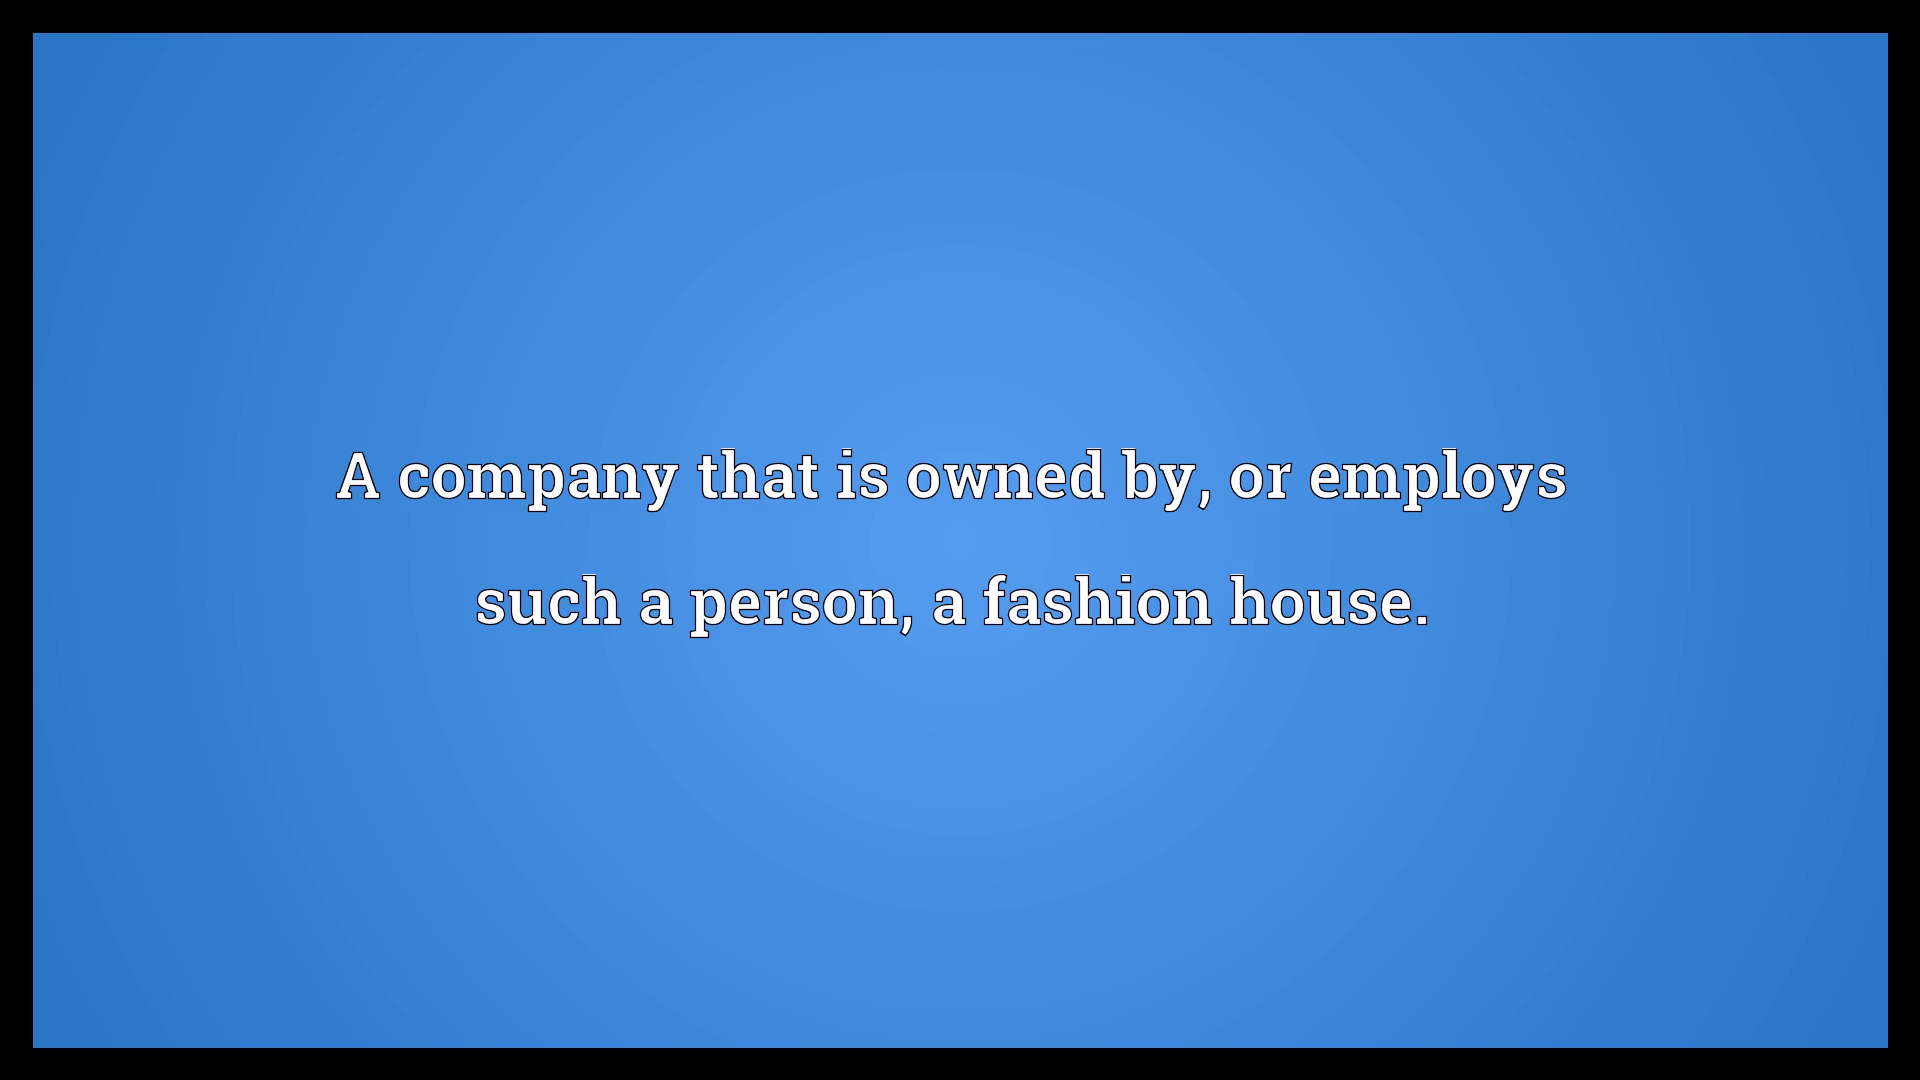 A company that is owned by, or employs
such a person, a fashion house.